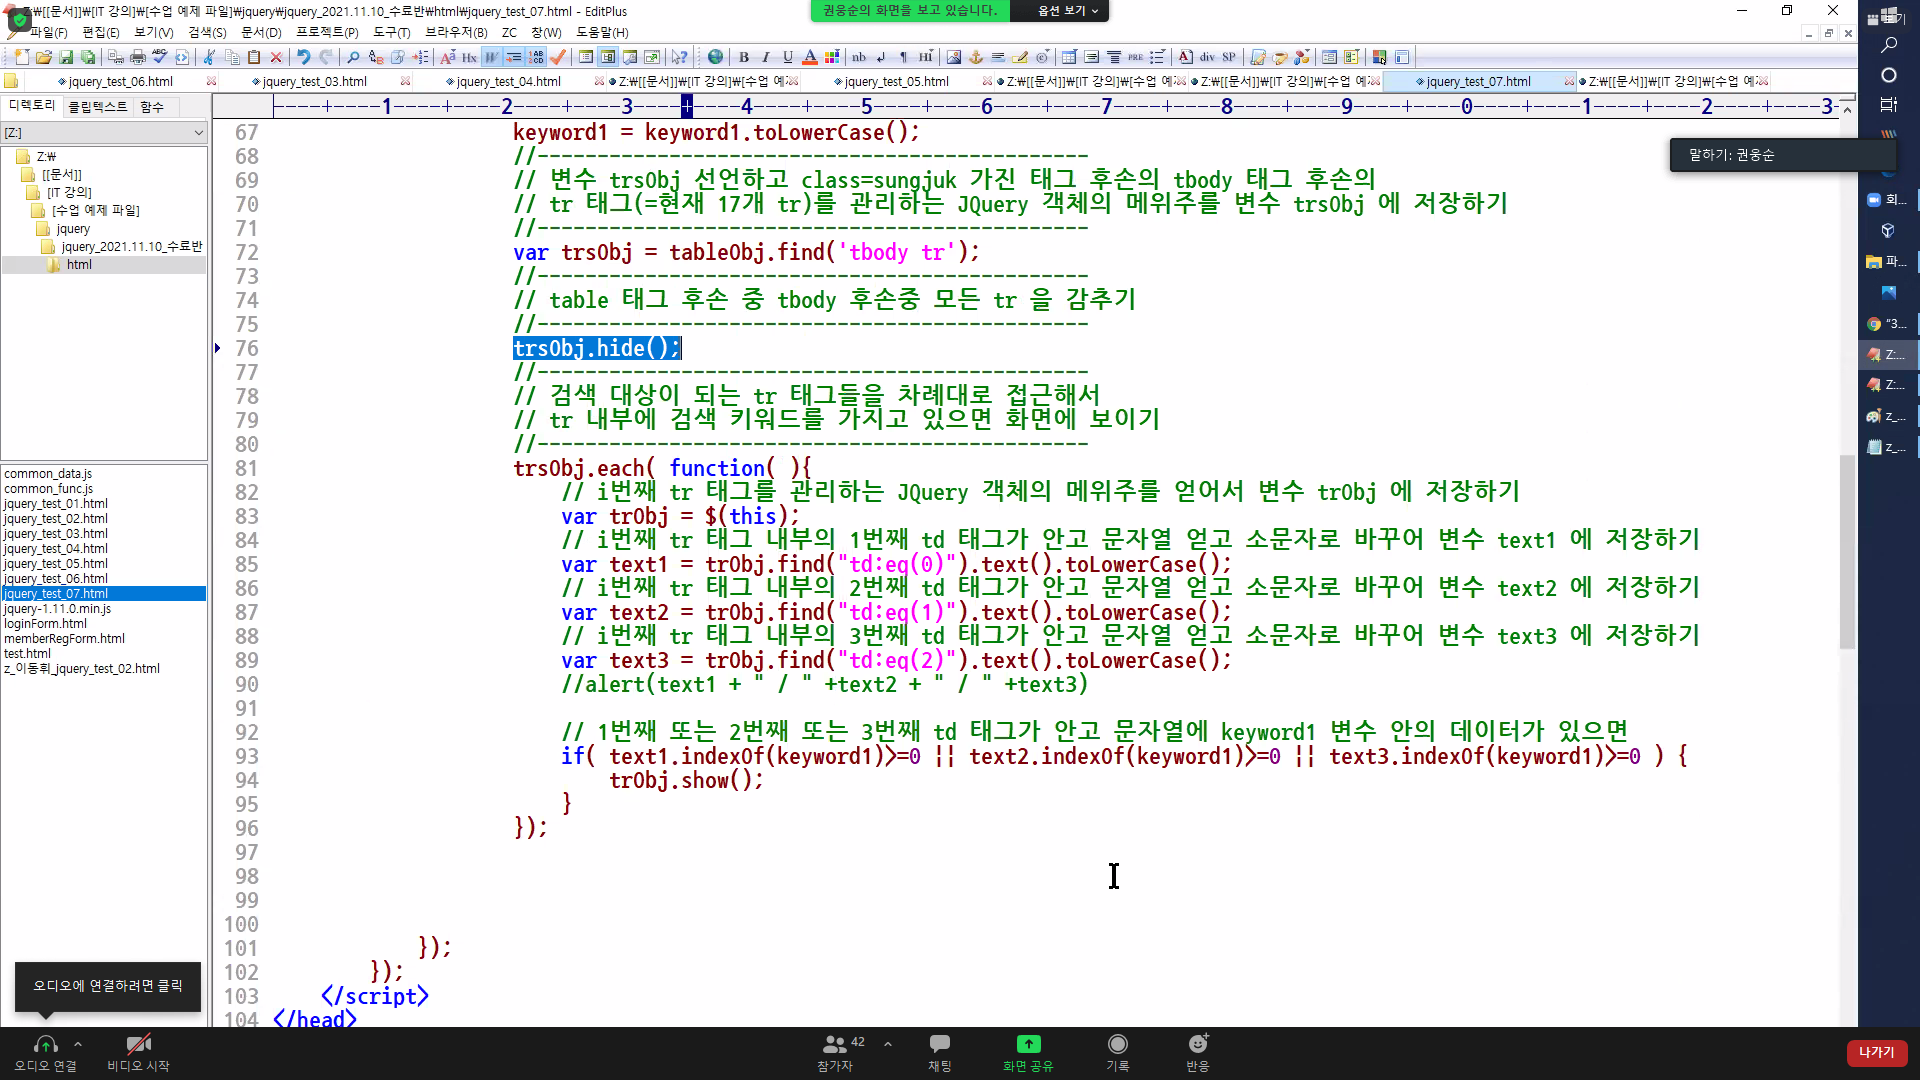 Z:₩[[문서]]₩[IT 강의]₩[수업 예제 파일]₩jquery₩jquery_2021.11.10_수료반₩html₩jquery_test_07.html - EditPlus
권웅순의 화면을 보고 있습니다.
옵션 보기
파일(F) 편집(E) 보기(V) 검색(S) 문서(D) 프로젝트(P) 도구(T) 브라우저(B) ZC 창(W) 도움말(H)
jquery_test_06.html
jquery_test_03.html
jquery_test_04.html
Z:₩[[문서]]₩[IT 강의]₩[수업 예
jquery_test_05.html
Z:₩[[문서]]₩[IT 강의]₩[수업 예
Z:₩[[문서]]₩[IT 강의]₩[수업 예
jquery_test_07.html
Z:₩[[문서]]₩[IT 강의]₩[수업 예
디렉토리 클립텍스트 함수
[Z:]
Z:₩
[[문서]]
[IT 강의]
[수업 예제 파일]
jquery
jquery_2021.11.10_수료반
html
common_data.js
common_func.js
jquery_test_01.html
jquery_test_02.html
jquery_test_03.html
jquery_test_04.html
jquery_test_05.html
jquery_test_06.html
jquery_test_07.html
jquery-1.11.0.min.js
loginForm.html
memberRegForm.html
test.html
z_이동휘_jquery_test_02.html
----+----1----+----2----+----3----+----4----+----5----+----6----+----7----+----8----+----9----+----0----+----1----+----2----+----3-
67 keyword1 = keyword1.toLowerCase();
68 //----------------------------------------------
69 // 변수 trsObj 선언하고 class=sungjuk 가진 태그 후손의 tbody 태그 후손의
70 // tr 태그(=현재 17개 tr)를 관리하는 JQuery 객체의 메위주를 변수 trsObj 에 저장하기
71 //----------------------------------------------
72 var trsObj = tableObj.find('tbody tr');
73 //----------------------------------------------
74 // table 태그 후손 중 tbody 후손중 모든 tr 을 감추기
75 //----------------------------------------------
76 trsObj.hide();
77 //----------------------------------------------
78 // 검색 대상이 되는 tr 태그들을 차례대로 접근해서
79 // tr 내부에 검색 키워드를 가지고 있으면 화면에 보이기
80 //----------------------------------------------
81 trsObj.each( function( ){
82 // i번째 tr 태그를 관리하는 JQuery 객체의 메위주를 얻어서 변수 trObj 에 저장하기
83 var trObj = $(this);
84 // i번째 tr 태그 내부의 1번째 td 태그가 안고 문자열 얻고 소문자로 바꾸어 변수 text1 에 저장하기
85 var text1 = trObj.find("td:eq(0)").text().toLowerCase();
86 // i번째 tr 태그 내부의 2번째 td 태그가 안고 문자열 얻고 소문자로 바꾸어 변수 text2 에 저장하기
87 var text2 = trObj.find("td:eq(1)").text().toLowerCase();
88 // i번째 tr 태그 내부의 3번째 td 태그가 안고 문자열 얻고 소문자로 바꾸어 변수 text3 에 저장하기
89 var text3 = trObj.find("td:eq(2)").text().toLowerCase();
90 //alert(text1 + " / " +text2 + " / " +text3)
91
92 // 1번째 또는 2번째 또는 3번째 td 태그가 안고 문자열에 keyword1 변수 안의 데이터가 있으면
93 if( text1.indexOf(keyword1)>=0 || text2.indexOf(keyword1)>=0 || text3.indexOf(keyword1)>=0 ) {
94 trObj.show();
95 }
96 });
97
98
99
100
101 });
102 });
103 </script>
104 </head>
말하기: 권웅순
회...
파...
"3...
Z:...
Z:...
z_...
z_...
오디오에 연결하려면 클릭
오디오 연결
비디오 시작
42
참가자
채팅
화면 공유
기록
반응
나가기